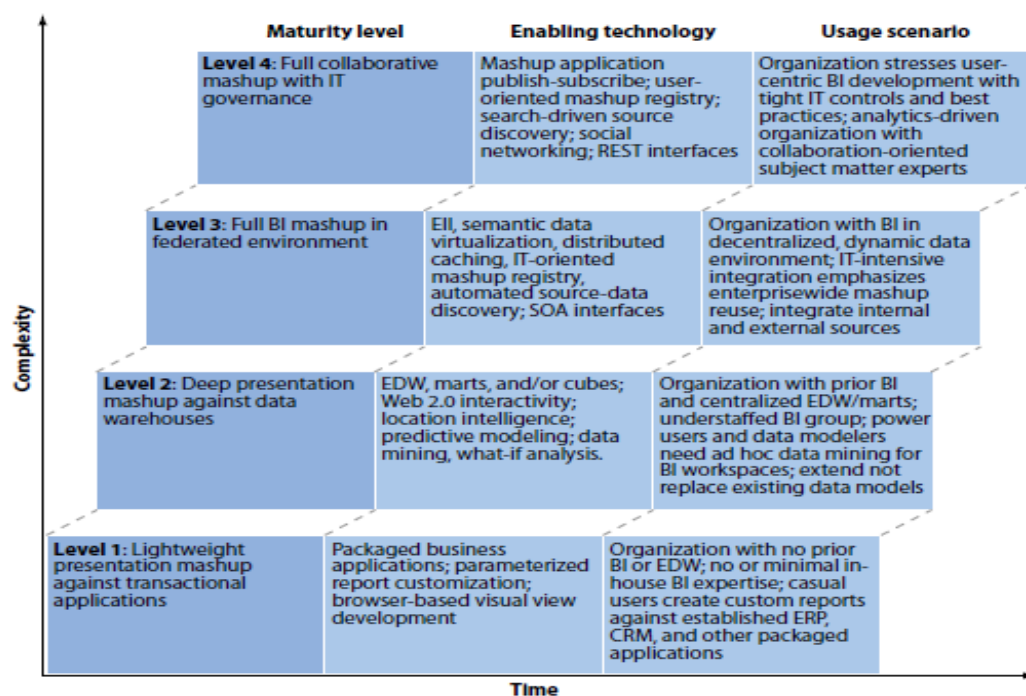 Maturity level
Enabling technology
Usage scenario
Level 4: Full collaborative
mashup with IT
governance
Mashup application
publish-subscribe; user-
oriented mashup registry;
search-driven source
discovery; social
networking; REST interfaces
Organization stresses user-
centric BI development with
tight IT controls and best
practices; analytics-driven
organization with
collaboration-oriented
subject matter experts
Level 3: Full BI mashup in
federated environment
EII, semantic data
virtualization, distributed
caching, IT-oriented
mashup registry,
automated source-data
discovery; SOA interfaces
Organization with BI in
decentralized, dynamic data
environment; IT-intensive
integration emphasizes
enterprisewide mashup
reuse; integrate internal
and external sources
Level 2: Deep presentation
mashup against data
warehouses
EDW, marts, and/or cubes;
Web 2.0 interactivity;
location intelligence;
predictive modeling; data
mining, what-if analysis.
Organization with prior BI
and centralized EDW/marts;
understaffed BI group; power
users and data modelers
need ad hoc data mining for
BI workspaces; extend not
replace existing data models
Level 1: Lightweight
presentation mashup
against transactional
applications
Packaged business
applications; parameterized
report customization;
browser-based visual view
development
Organization with no prior
BI or EDW; no or minimal in-
house BI expertise; casual
users create custom reports
against established ERP,
CRM, and other packaged
applications
Complexity
Time